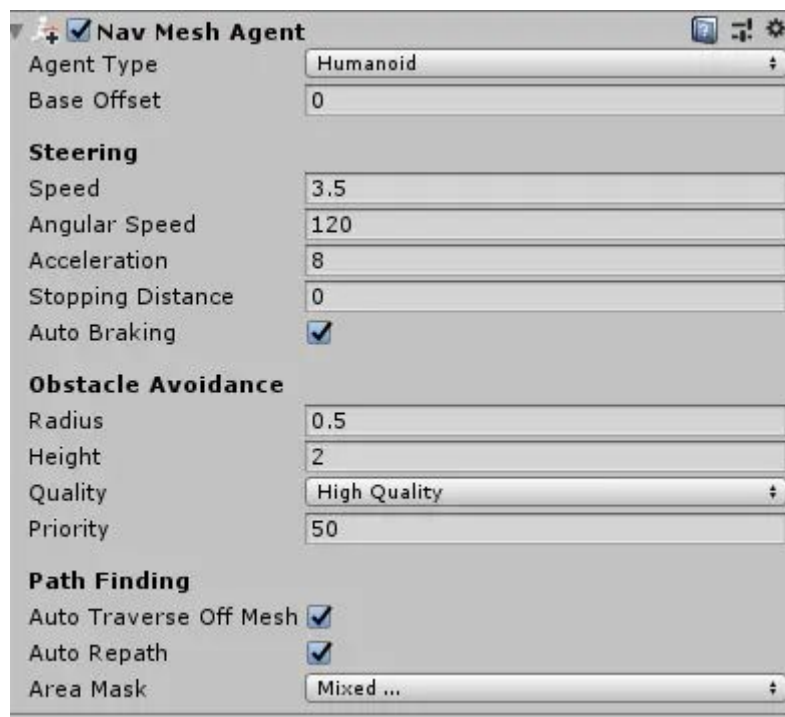 Nav Mesh Agent
Agent Type Humanoid
Base Offset 0
Steering
Speed 3.5
Angular Speed 120
Acceleration 8
Stopping Distance 0
Auto Braking
Obstacle Avoidance
Radius 0.5
Height 2
Quality High Quality
Priority 50
Path Finding
Auto Traverse Off Mesh
Auto Repath
Area Mask Mixed ...